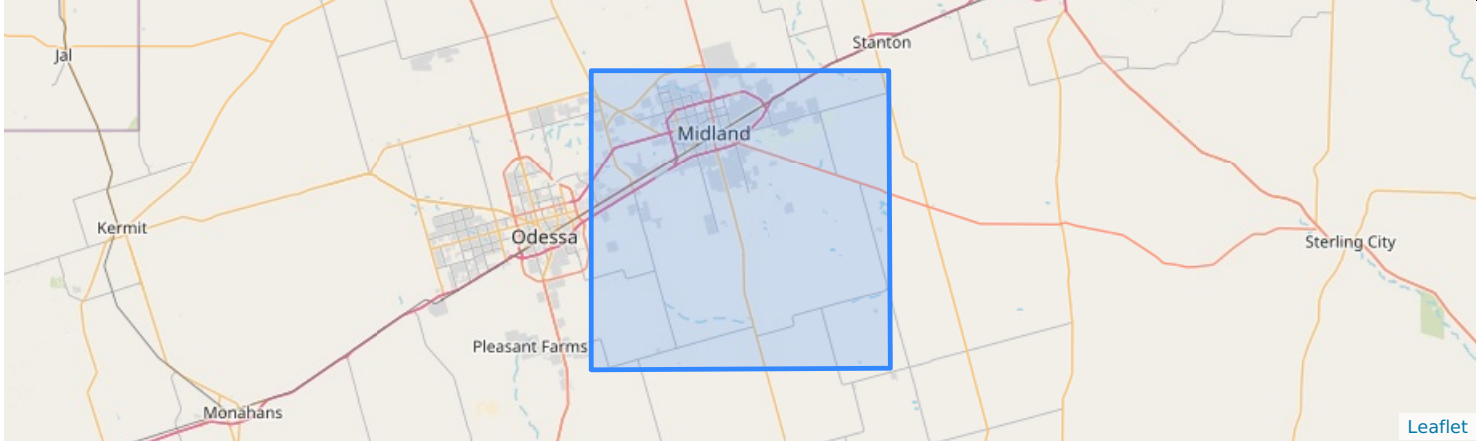 Stanton
Jal
Midland
Kermit
Odessa
Sterling City
Pleasant Farms
Monahans
Leaflet